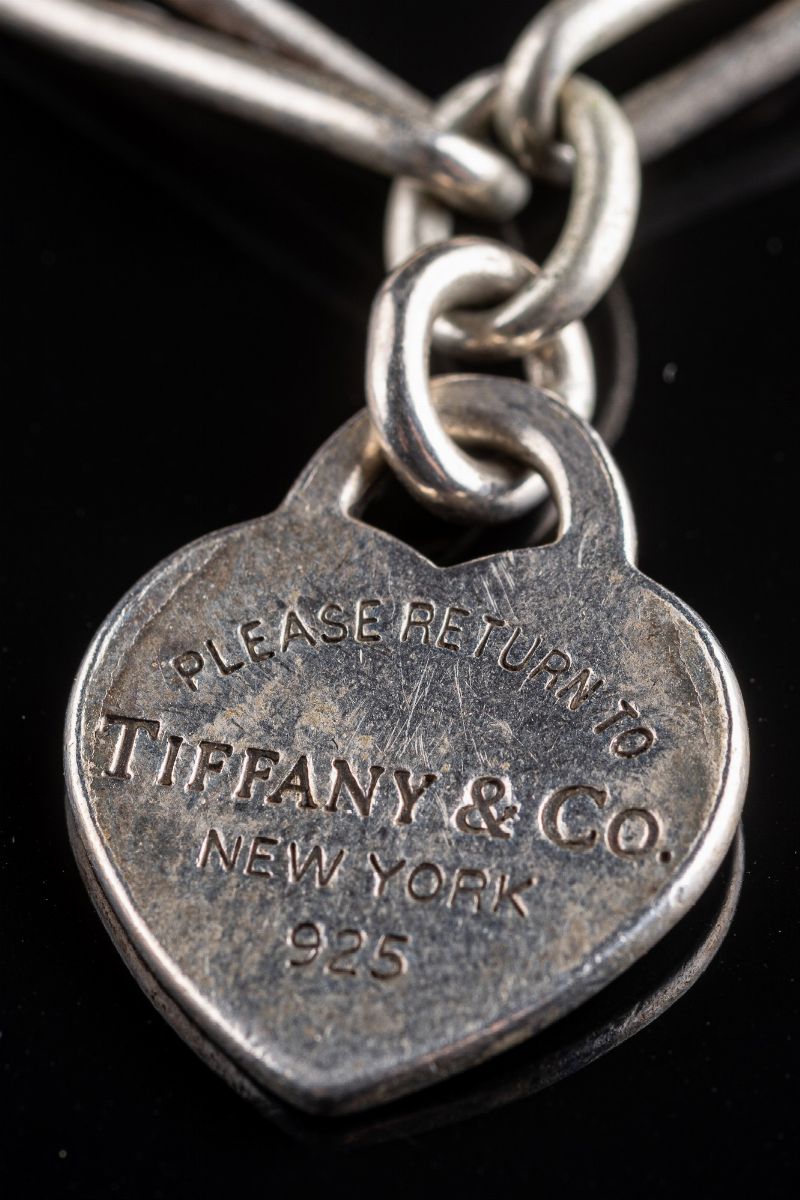 PLEASE RETURN TO
TIFFANY & CO.
NEW YORK
925